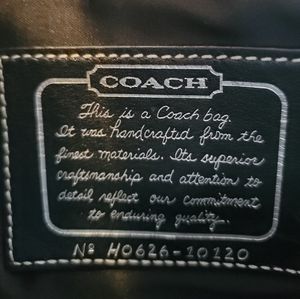 COACH
This is a Coach bag.
It was handcrafted from the
finest materials. Its superior
craftsmanship and attention to
detail reflect our commitment
to enduring quality.
Nº H0626-10120